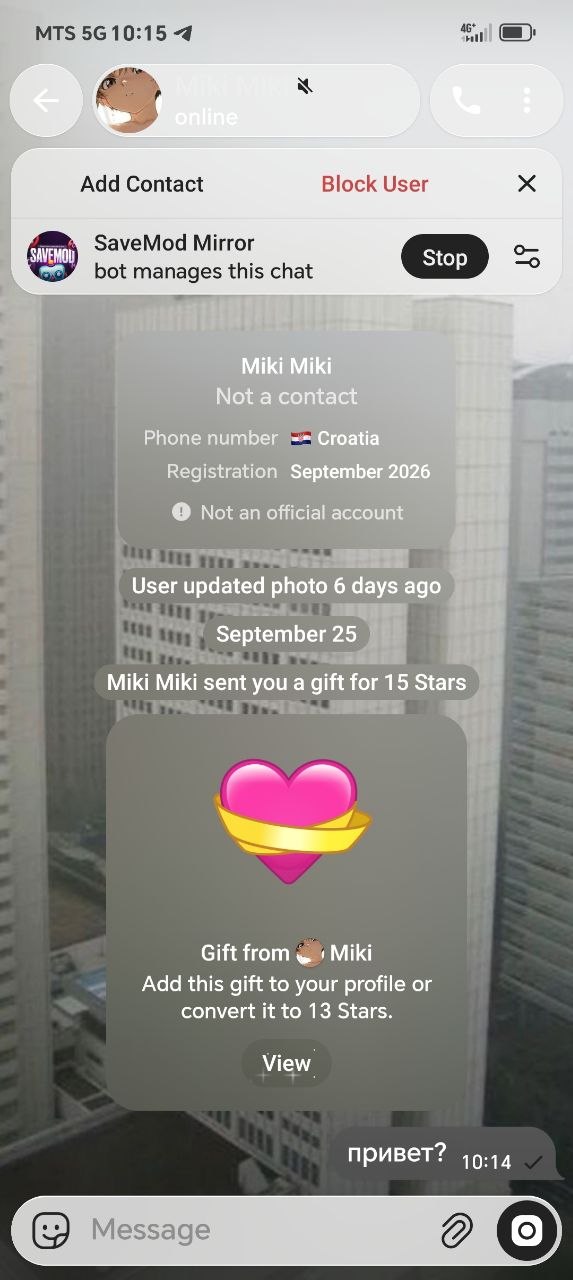 MTS 5G 10:15
4G+
Miki Miki
online
Add Contact
Block User
SAVEMOD
SaveMod Mirror
bot manages this chat
Stop
Miki Miki
Not a contact
Phone number 🇭🇷 Croatia
Registration September 2026
Not an official account
User updated photo 6 days ago
September 25
Miki Miki sent you a gift for 15 Stars
Gift from Miki
Add this gift to your profile or
convert it to 13 Stars.
View
привет? 10:14
Message